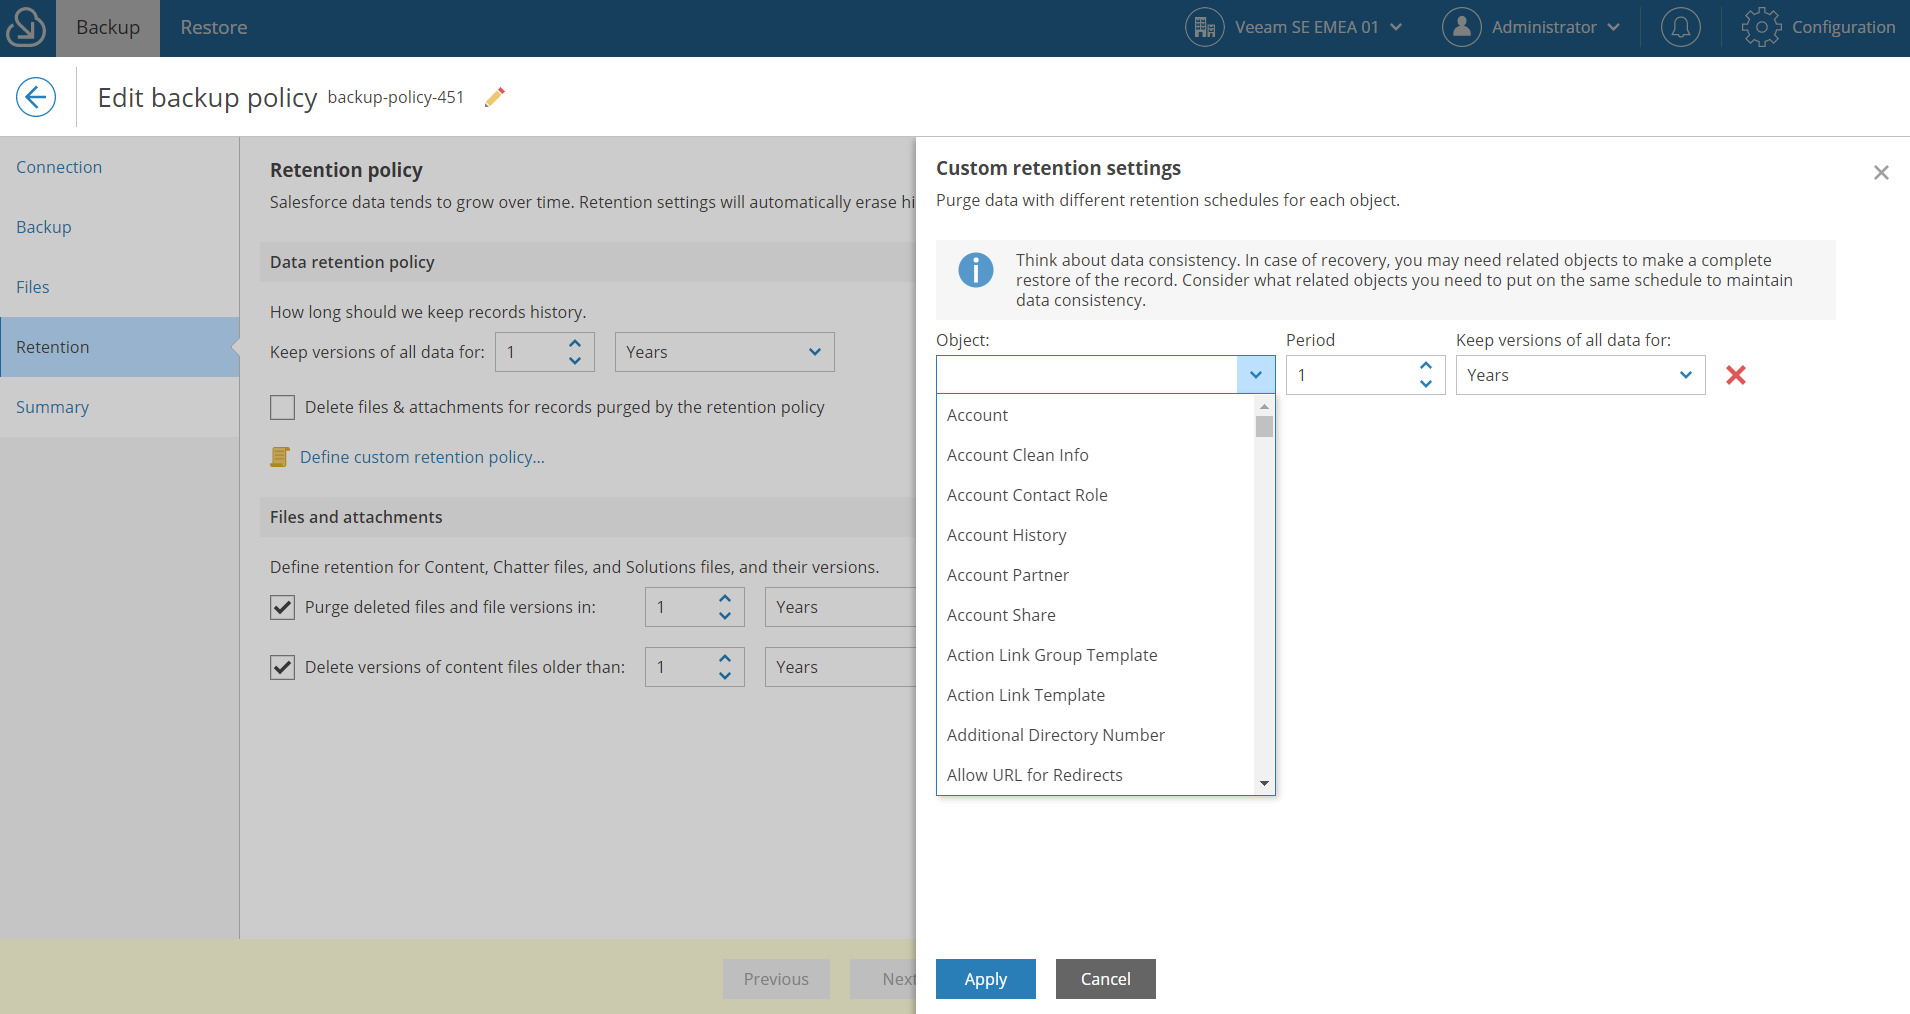 Backup
Restore
Veeam SE EMEA 01
Administrator
Configuration
Edit backup policy backup-policy-451
Connection
Backup
Files
Retention
Summary
Retention policy
Salesforce data tends to grow over time. Retention settings will automatically erase hi
Data retention policy
How long should we keep records history.
Keep versions of all data for: 1 Years
Delete files & attachments for records purged by the retention policy
Define custom retention policy...
Files and attachments
Define retention for Content, Chatter files, and Solutions files, and their versions.
Purge deleted files and file versions in: 1 Years
Delete versions of content files older than: 1 Years
Previous
Next
Custom retention settings
Purge data with different retention schedules for each object.
Think about data consistency. In case of recovery, you may need related objects to make a complete
restore of the record. Consider what related objects you need to put on the same schedule to maintain
data consistency.
Object: Period Keep versions of all data for:
1 Years
Account
Account Clean Info
Account Contact Role
Account History
Account Partner
Account Share
Action Link Group Template
Action Link Template
Additional Directory Number
Allow URL for Redirects
Apply
Cancel